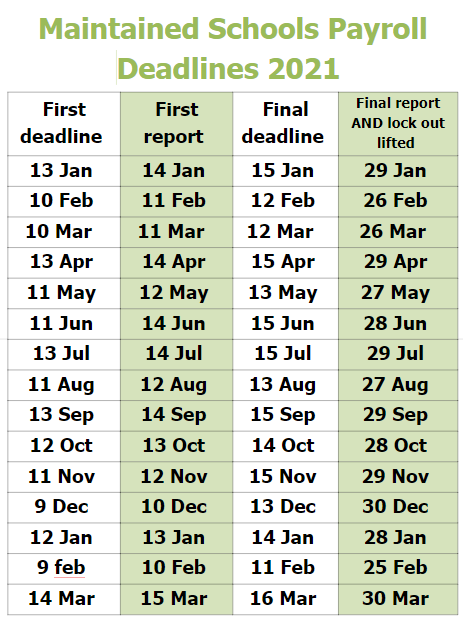 Maintained Schools Payroll
Deadlines 2021
First deadline First report Final deadline Final report AND lock out lifted
13 Jan 14 Jan 15 Jan 29 Jan
10 Feb 11 Feb 12 Feb 26 Feb
10 Mar 11 Mar 12 Mar 26 Mar
13 Apr 14 Apr 15 Apr 29 Apr
11 May 12 May 13 May 27 May
11 Jun 14 Jun 15 Jun 28 Jun
13 Jul 14 Jul 15 Jul 29 Jul
11 Aug 12 Aug 13 Aug 27 Aug
13 Sep 14 Sep 15 Sep 29 Sep
12 Oct 13 Oct 14 Oct 28 Oct
11 Nov 12 Nov 15 Nov 29 Nov
9 Dec 10 Dec 13 Dec 30 Dec
12 Jan 13 Jan 14 Jan 28 Jan
9 feb 10 Feb 11 Feb 25 Feb
14 Mar 15 Mar 16 Mar 30 Mar